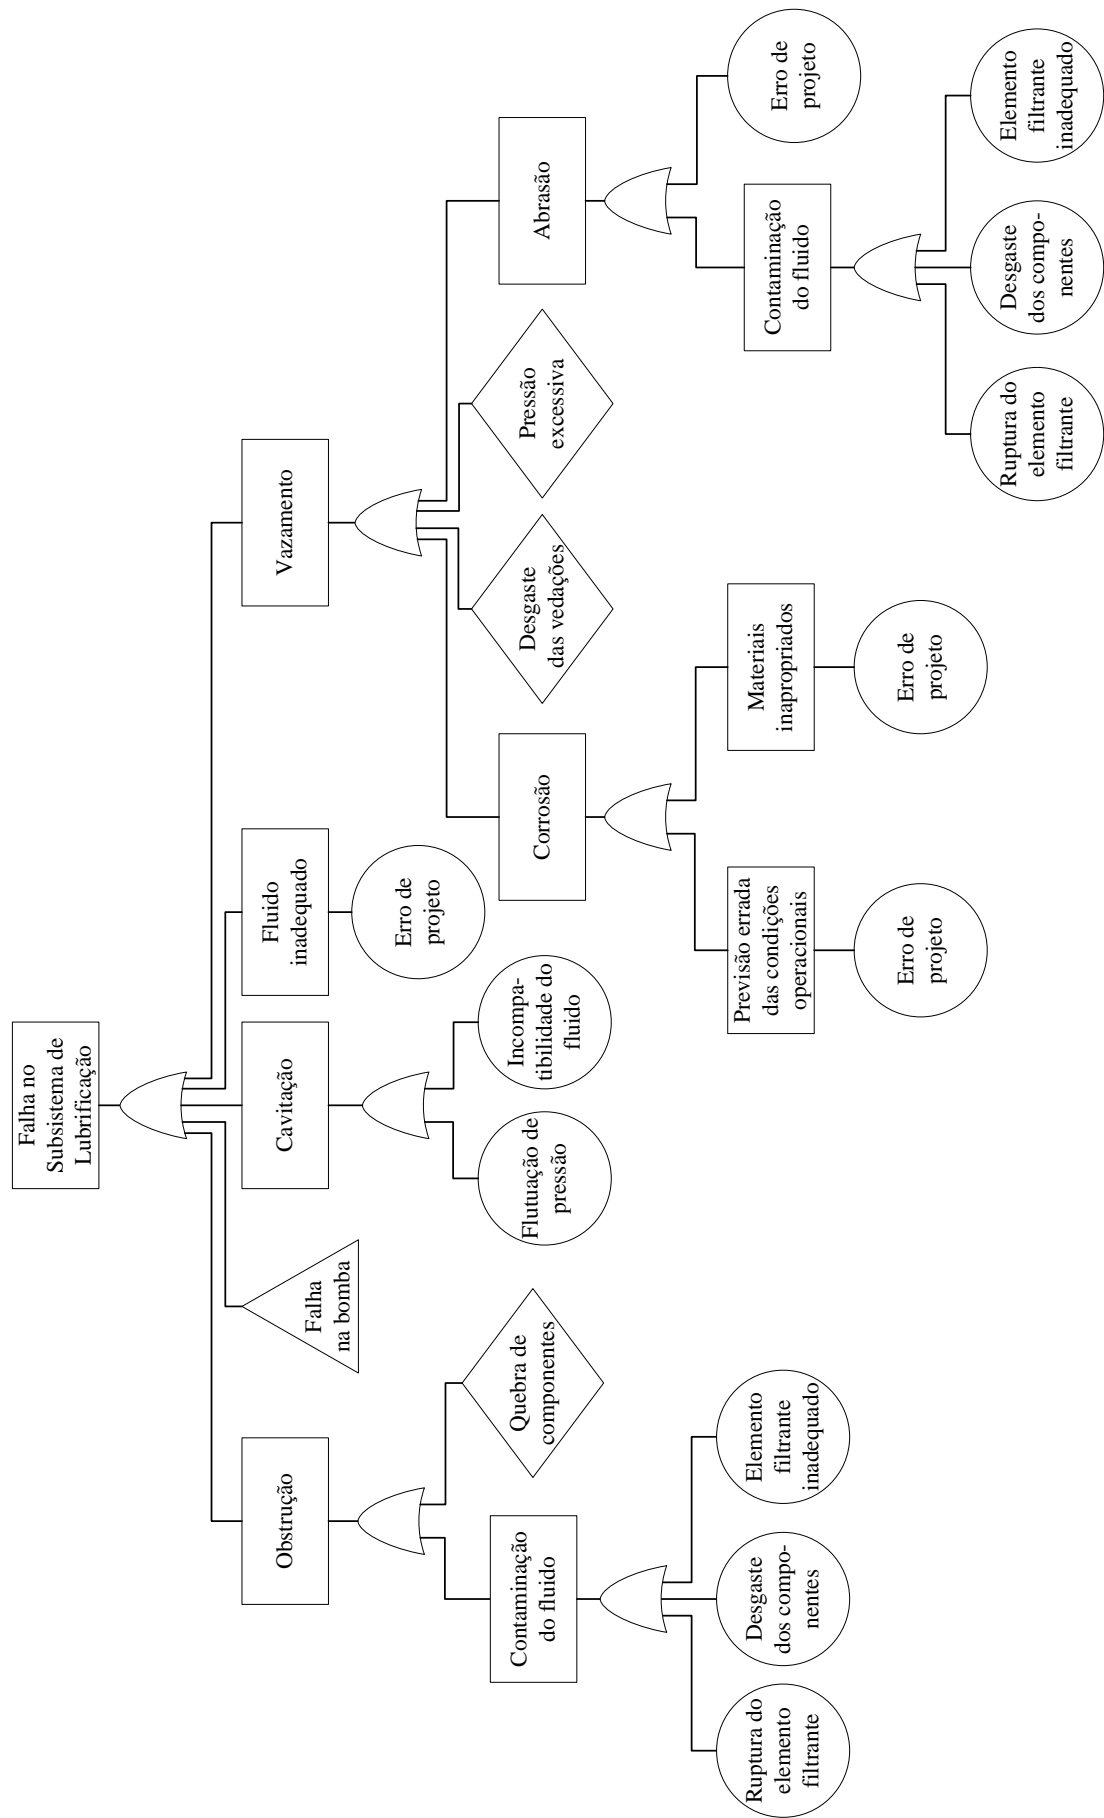 Falha no
Subsistema de
Lubrificação
Obstrução
Falha
na bomba
Cavitação
Fluido
inadequado
Vazamento
Contaminação
do fluido
Quebra de
componentes
Flutuação de
pressão
Incompa-
tibilidade do
fluido
Erro de
projeto
Corrosão
Desgaste
das vedações
Pressão
excessiva
Abrasão
Ruptura do
elemento
filtrante
Desgaste
dos compo-
nentes
Elemento
filtrante
inadequado
Previsão errada
das condições
operacionais
Materiais
inapropriados
Contaminação
do fluido
Erro de
projeto
Erro de
projeto
Erro de
projeto
Ruptura do
elemento
filtrante
Desgaste
dos compo-
nentes
Elemento
filtrante
inadequado